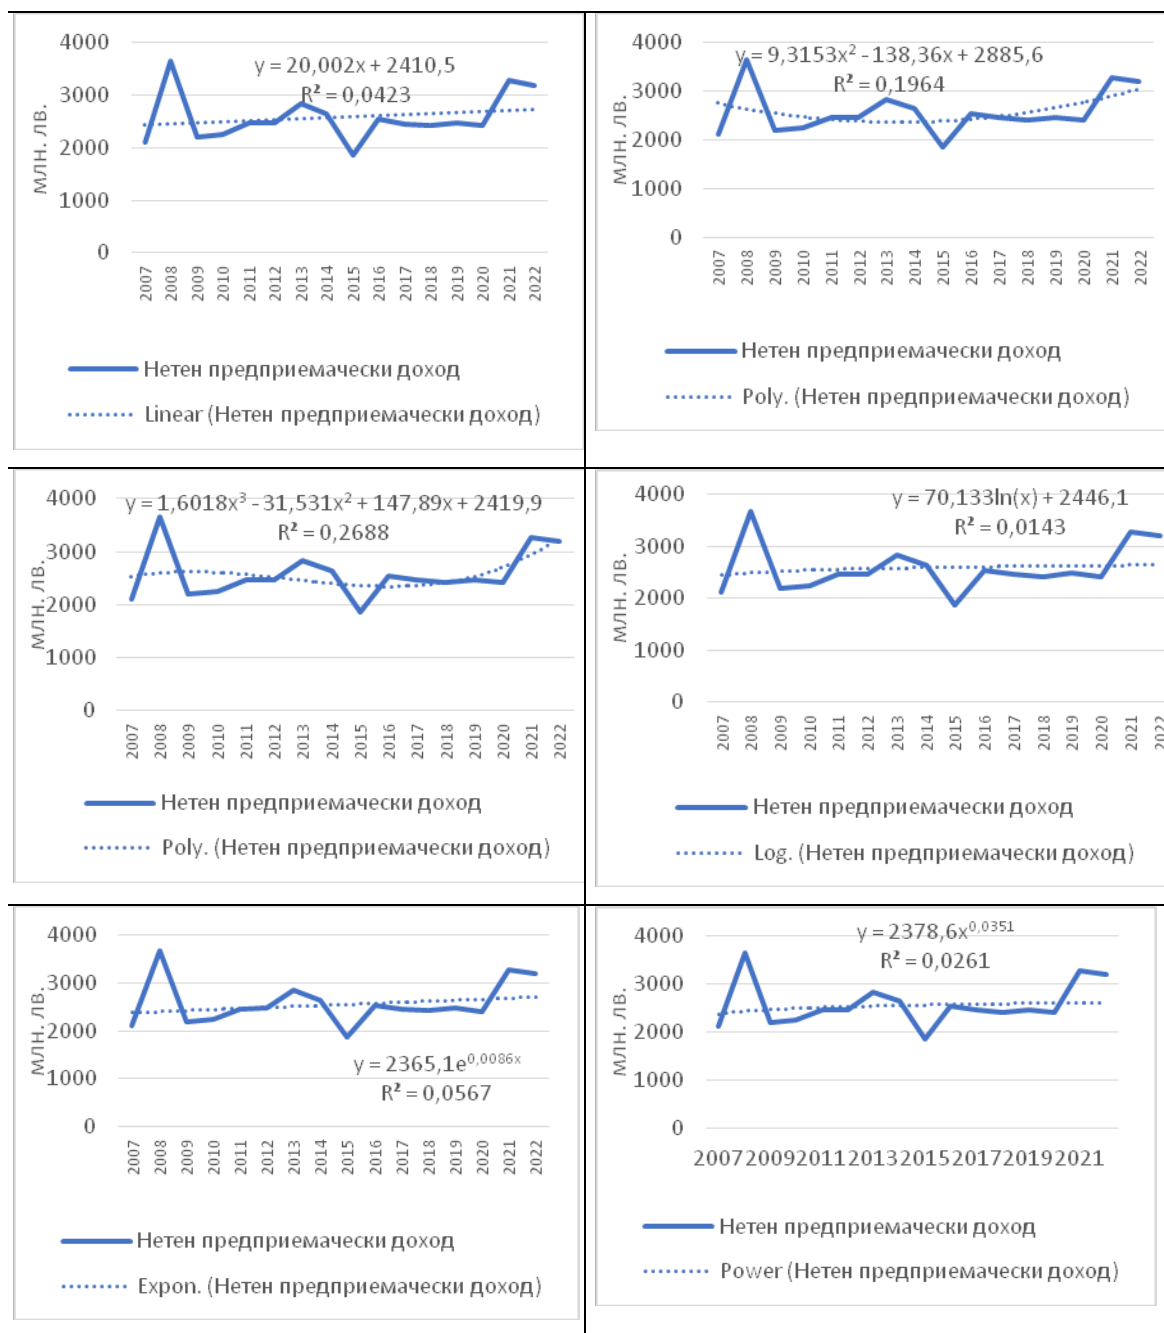 4000
3000
2000
1000
0
млн. лв.
y = 20,002x + 2410,5
R² = 0,0423
2007 2008 2009 2010 2011 2012 2013 2014 2015 2016 2017 2018 2019 2020 2021 2022
Нетен предприемачески доход
Linear (Нетен предприемачески доход)
4000
3000
2000
1000
0
млн. лв.
y = 9,3153x² - 138,36x + 2885,6
R² = 0,1964
2007 2008 2009 2010 2011 2012 2013 2014 2015 2016 2017 2018 2019 2020 2021 2022
Нетен предприемачески доход
Poly. (Нетен предприемачески доход)
4000
3000
2000
1000
0
млн. лв.
y = 1,6018x³ - 31,531x² + 147,89x + 2419,9
R² = 0,2688
2007 2008 2009 2010 2011 2012 2013 2014 2015 2016 2017 2018 2019 2020 2021 2022
Нетен предприемачески доход
Poly. (Нетен предприемачески доход)
4000
3000
2000
1000
0
млн. лв.
y = 70,133ln(x) + 2446,1
R² = 0,0143
2007 2008 2009 2010 2011 2012 2013 2014 2015 2016 2017 2018 2019 2020 2021 2022
Нетен предприемачески доход
Log. (Нетен предприемачески доход)
4000
3000
2000
1000
0
млн. лв.
y = 2365,1e^0,0086x
R² = 0,0567
2007 2008 2009 2010 2011 2012 2013 2014 2015 2016 2017 2018 2019 2020 2021 2022
Нетен предприемачески доход
Expon. (Нетен предприемачески доход)
4000
3000
2000
1000
0
млн. лв.
y = 2378,6x^0,0351
R² = 0,0261
2007 2009 2011 2013 2015 2017 2019 2021
Нетен предприемачески доход
Power (Нетен предприемачески доход)